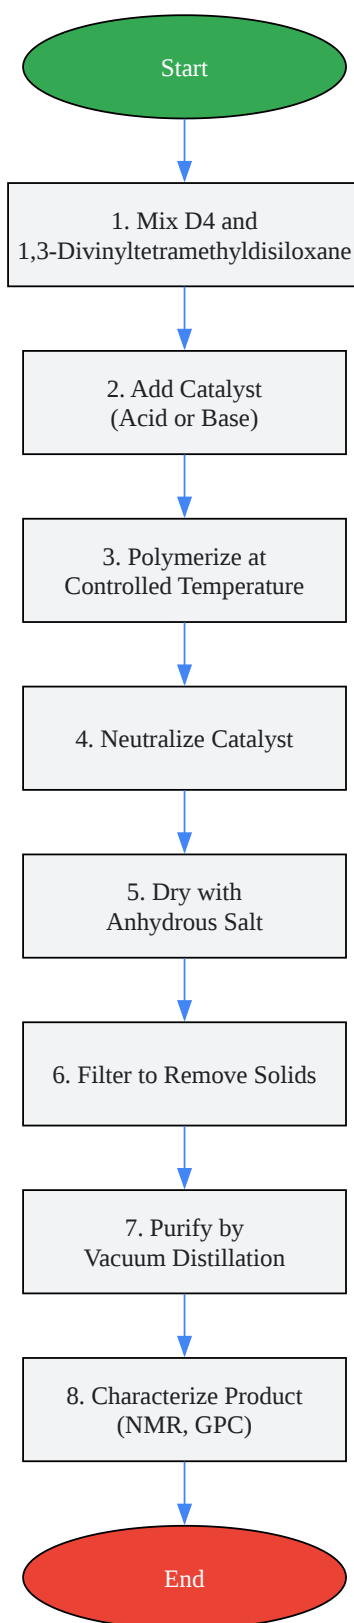 Start
1. Mix D4 and
1,3-Divinyltetramethyldisiloxane
2. Add Catalyst
(Acid or Base)
3. Polymerize at
Controlled Temperature
4. Neutralize Catalyst
5. Dry with
Anhydrous Salt
6. Filter to Remove Solids
7. Purify by
Vacuum Distillation
8. Characterize Product
(NMR, GPC)
End